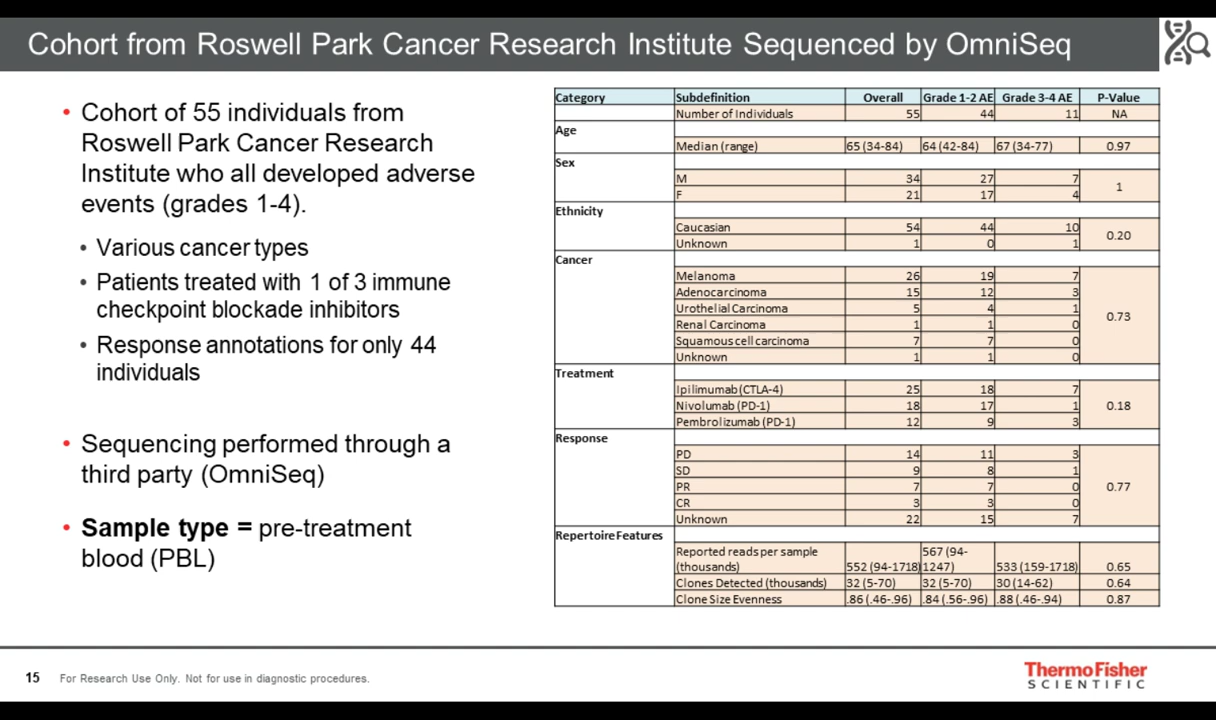 Cohort from Roswell Park Cancer Research Institute Sequenced by OmniSeq
• Cohort of 55 individuals from
Roswell Park Cancer Research
Institute who all developed adverse
events (grades 1-4).
• Various cancer types
• Patients treated with 1 of 3 immune
checkpoint blockade inhibitors
• Response annotations for only 44
individuals
• Sequencing performed through a
third party (OmniSeq)
• Sample type = pre-treatment
blood (PBL)
Category Subdefinition Overall Grade 1-2 AE Grade 3-4 AE P-Value
Number of Individuals 55 44 11 NA
Age
Median (range) 65 (34-84) 64 (42-84) 67 (34-77) 0.97
Sex
M 34 27 7
1
F 21 17 4
Ethnicity
Caucasian 54 44 10
0.20
Unknown 1 0 1
Cancer
Melanoma 26 19 7
Adenocarcinoma 15 12 3
Urothelial Carcinoma 5 4 1
0.73
Renal Carcinoma 1 1 0
Squamous cell carcinoma 7 7 0
Unknown 1 1 0
Treatment
Ipilimumab (CTLA-4) 25 18 7
Nivolumab (PD-1) 18 17 1 0.18
Pembrolizumab (PD-1) 12 9 3
Response
PD 14 11 3
SD 9 8 1
PR 7 7 0 0.77
CR 3 3 0
Unknown 22 15 7
Repertoire Features
Reported reads per sample 567 (94-
(thousands) 552 (94-1718) 1247) 533 (159-1718) 0.65
Clones Detected (thousands) 32 (5-70) 32 (5-70) 30 (14-62) 0.64
Clone Size Evenness .86 (.46-.96) .84 (.56-.96) .88 (.46-.94) 0.87
15 For Research Use Only. Not for use in diagnostic procedures.
ThermoFisher
SCIENTIFIC